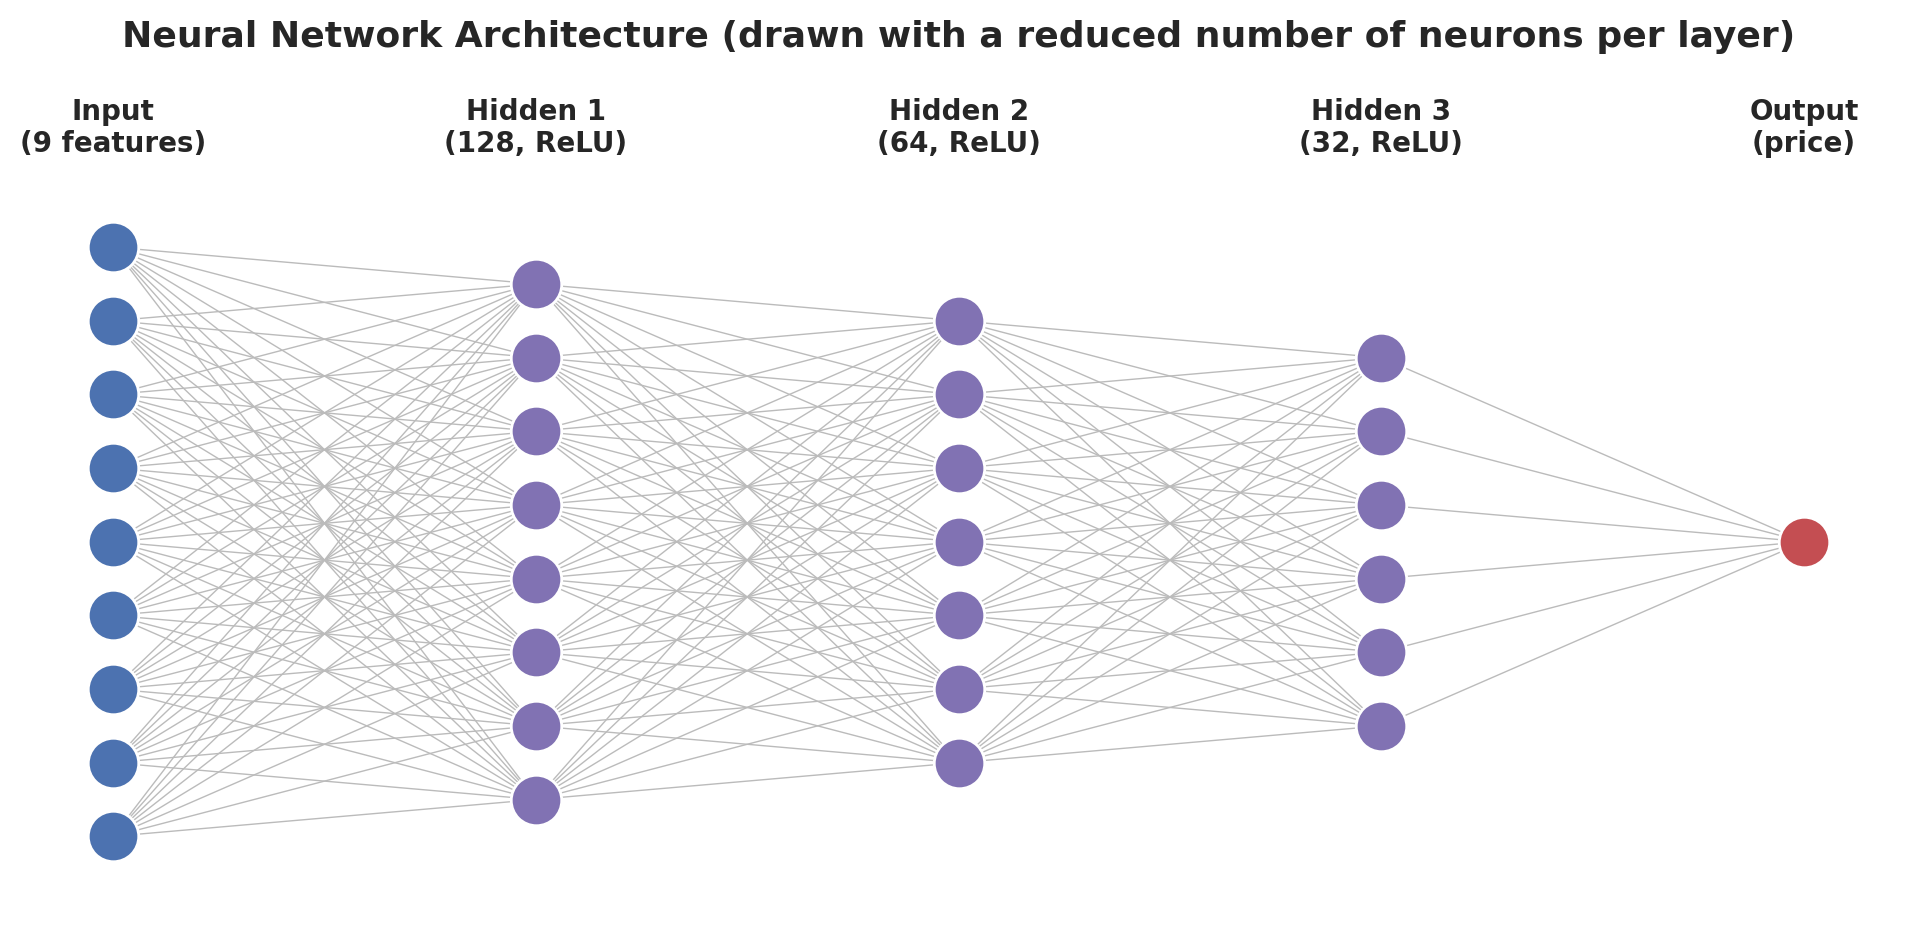 Neural Network Architecture (drawn with a reduced number of neurons per layer)
Input
(9 features)
Hidden 1
(128, ReLU)
Hidden 2
(64, ReLU)
Hidden 3
(32, ReLU)
Output
(price)